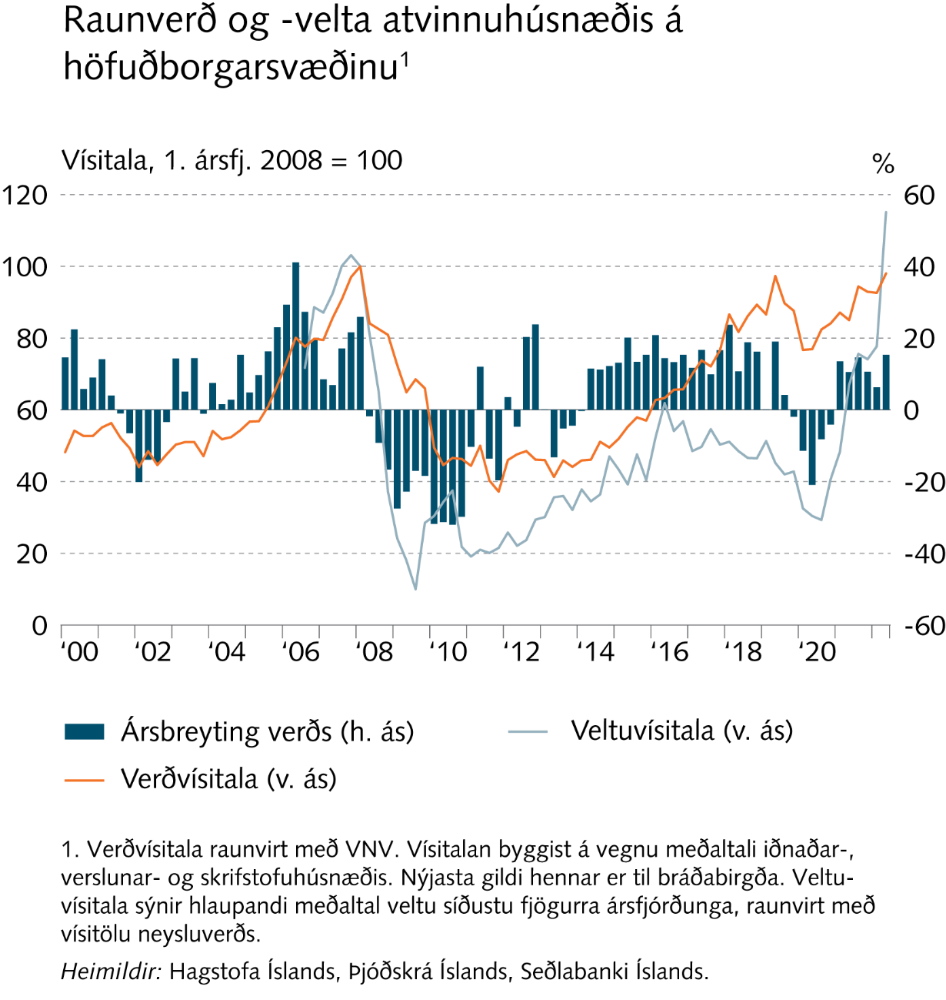 Raunverð og -velta atvinnuhúsnæðis á
höfuðborgarsvæðinu¹
Vísitala, 1. ársfj. 2008 = 100
%
120
60
100
40
80
20
60
0
40
-20
20
-40
0
-60
‘00 ‘02 ‘04 ‘06 ‘08 ‘10 ‘12 ‘14 ‘16 ‘18 ‘20
Ársbreyting verðs (h. ás)
Veltuvísitala (v. ás)
Verðvísitala (v. ás)
1. Verðvísitala raunvirt með VNV. Vísitalan byggist á vegnu meðaltali iðnaðar-,
verslunar- og skrifstofuhúsnæðis. Nýjasta gildi hennar er til bráðabirgða. Veltu-
vísitala sýnir hlaupandi meðaltal veltu síðustu fjögurra ársfjórðunga, raunvirt með
vísitölu neysluverðs.
Heimildir: Hagstofa Íslands, Þjóðskrá Íslands, Seðlabanki Íslands.